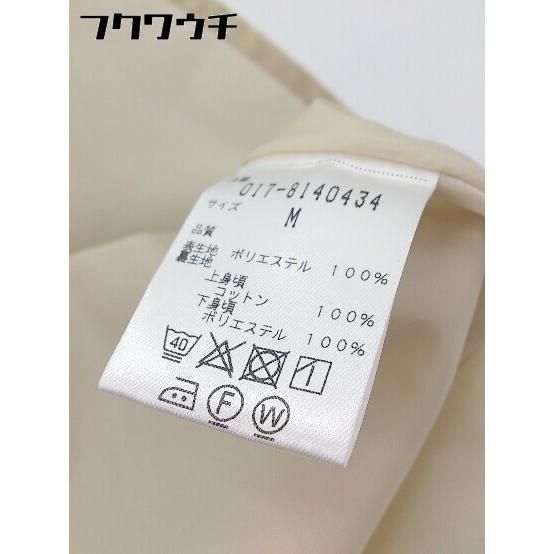 フクワウチ
017-8140434
サイズ
M
品質
表生地 ポリエステル 100%
裏生地
上身頃
コットン 100%
下身頃
ポリエステル 100%
40
F W